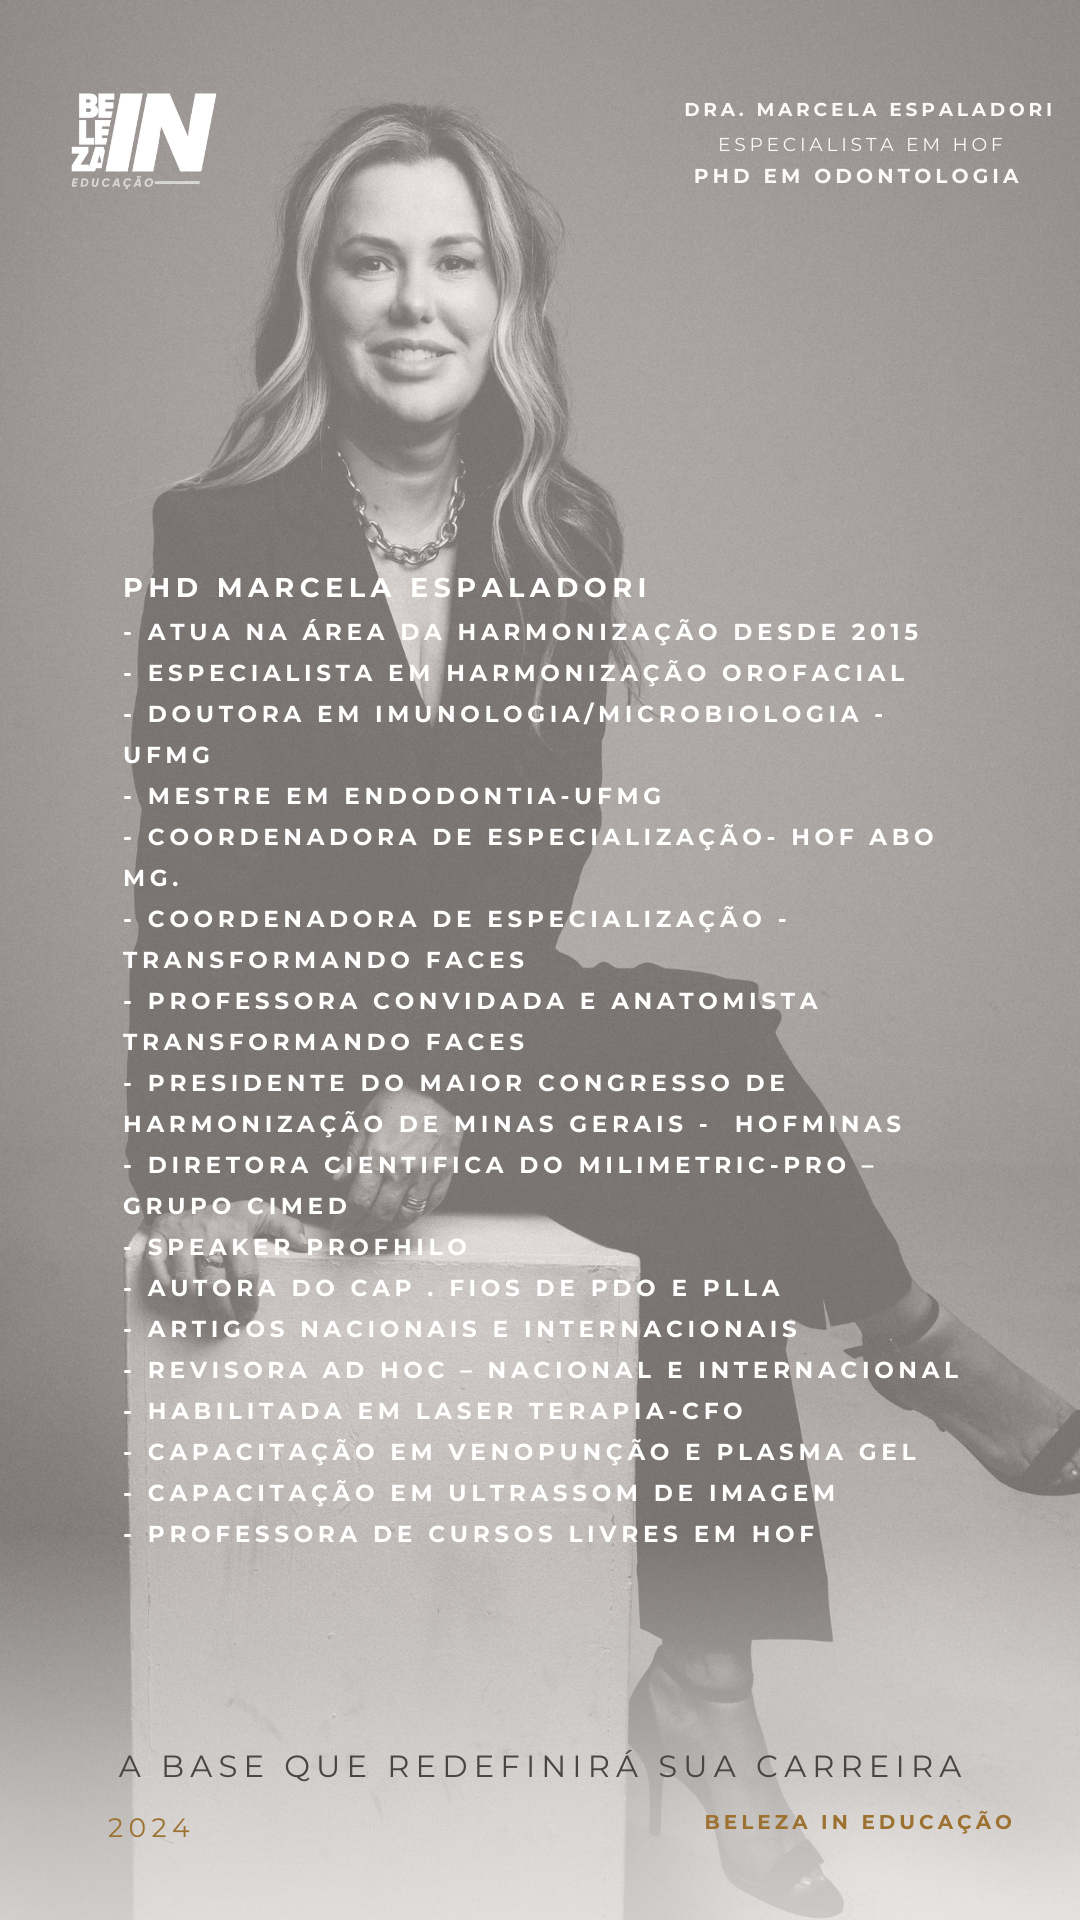 BE
LE
ZA IN
EDUCAÇÃO
DRA. MARCELA ESPALADORI
ESPECIALISTA EM HOF
PHD EM ODONTOLOGIA
PHD MARCELA ESPALADORI
- ATUA NA ÁREA DA HARMONIZAÇÃO DESDE 2015
- ESPECIALISTA EM HARMONIZAÇÃO OROFACIAL
- DOUTORA EM IMUNOLOGIA/MICROBIOLOGIA -
UFMG
- MESTRE EM ENDODONTIA-UFMG
- COORDENADORA DE ESPECIALIZAÇÃO- HOF ABO
MG.
- COORDENADORA DE ESPECIALIZAÇÃO -
TRANSFORMANDO FACES
- PROFESSORA CONVIDADA E ANATOMISTA
TRANSFORMANDO FACES
- PRESIDENTE DO MAIOR CONGRESSO DE
HARMONIZAÇÃO DE MINAS GERAIS - HOFMINAS
- DIRETORA CIENTIFICA DO MILIMETRIC-PRO –
GRUPO CIMED
- SPEAKER PROFHILO
- AUTORA DO CAP . FIOS DE PDO E PLLA
- ARTIGOS NACIONAIS E INTERNACIONAIS
- REVISORA AD HOC – NACIONAL E INTERNACIONAL
- HABILITADA EM LASER TERAPIA-CFO
- CAPACITAÇÃO EM VENOPUNÇÃO E PLASMA GEL
- CAPACITAÇÃO EM ULTRASSOM DE IMAGEM
- PROFESSORA DE CURSOS LIVRES EM HOF
A BASE QUE REDEFINIRÁ SUA CARREIRA
2024
BELEZA IN EDUCAÇÃO